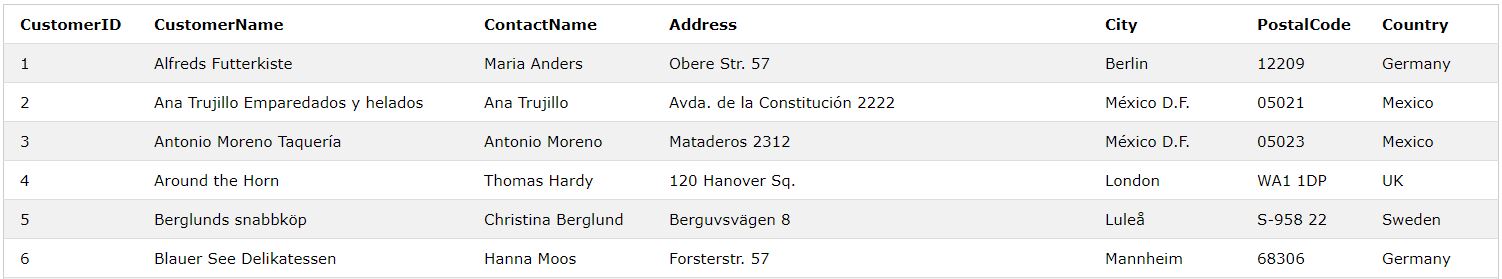 CustomerID CustomerName ContactName Address City PostalCode Country
1 Alfreds Futterkiste Maria Anders Obere Str. 57 Berlin 12209 Germany
2 Ana Trujillo Emparedados y helados Ana Trujillo Avda. de la Constitución 2222 México D.F. 05021 Mexico
3 Antonio Moreno Taquería Antonio Moreno Mataderos 2312 México D.F. 05023 Mexico
4 Around the Horn Thomas Hardy 120 Hanover Sq. London WA1 1DP UK
5 Berglunds snabbköp Christina Berglund Berguvsvägen 8 Luleå S-958 22 Sweden
6 Blauer See Delikatessen Hanna Moos Forsterstr. 57 Mannheim 68306 Germany